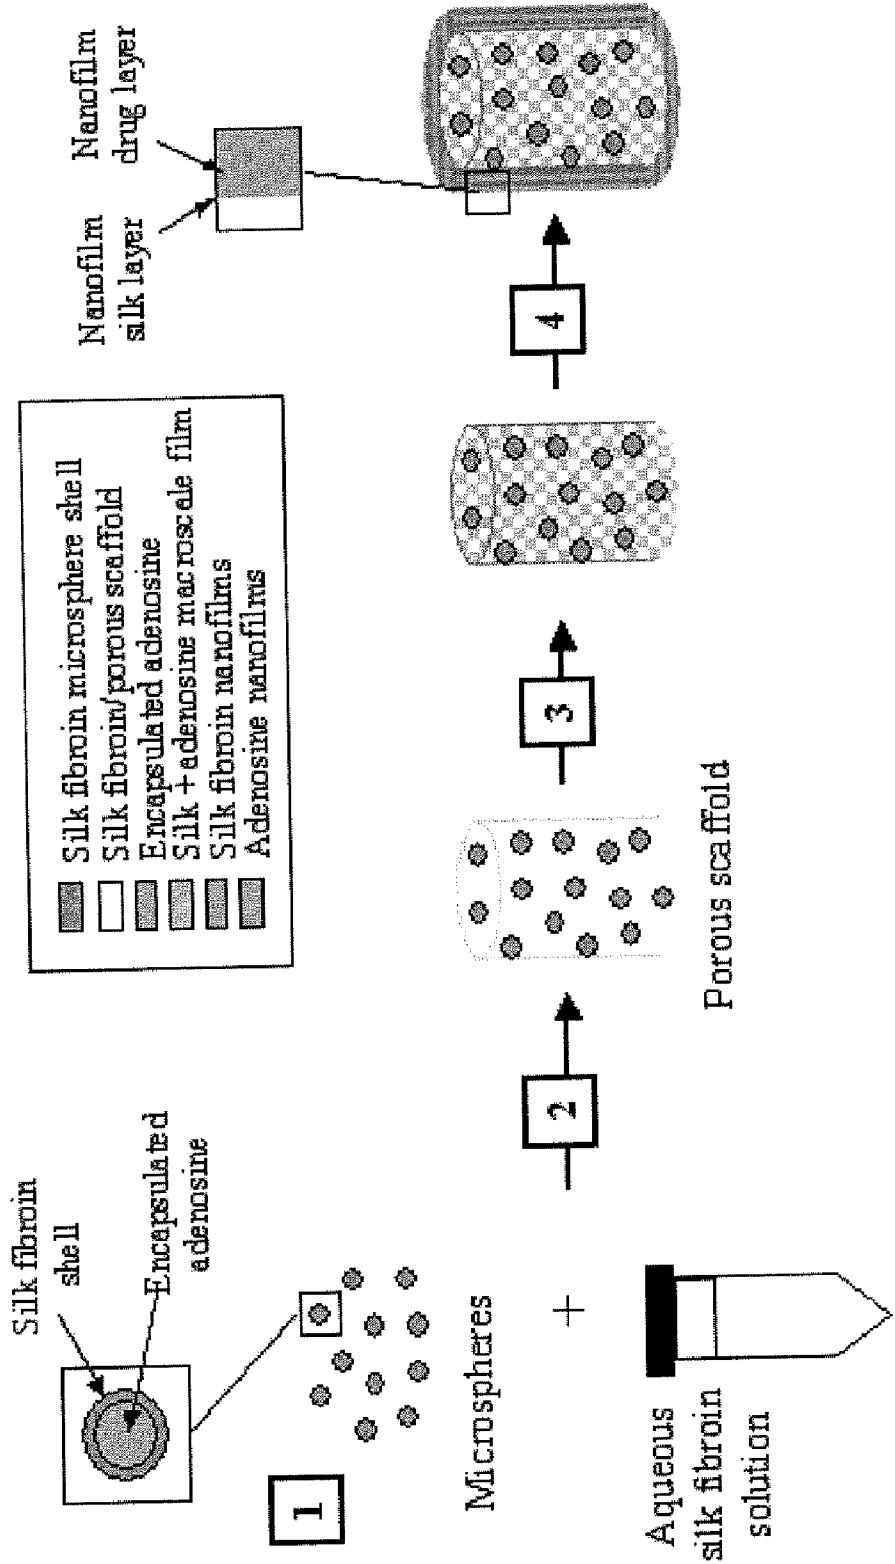 Silk fibroin
shell
Encapsulated
adenosine
1
Microspheres
+
Aqueous
silk fibroin
solution
2
Porous scaffold
Silk fibroin microsphere shell
Silk fibroin/porous scaffold
Encapsulated adenosine
Silk + adenosine macroscale film
Silk fibroin nanofilms
Adenosine nanofilms
3
4
Nanofilm
silk layer
Nanofilm
drug layer